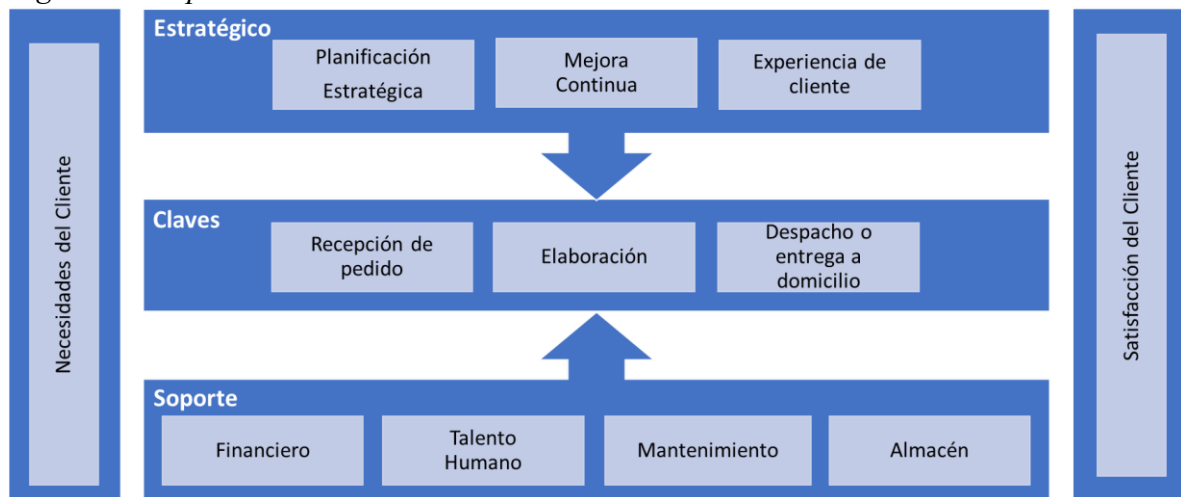 Necesidades del Cliente
Estratégico
Planificación
Estratégica
Mejora
Continua
Experiencia de
cliente
Claves
Recepción de
pedido
Elaboración
Despacho o
entrega a
domicilio
Soporte
Financiero
Talento
Humano
Mantenimiento
Almacén
Satisfacción del Cliente